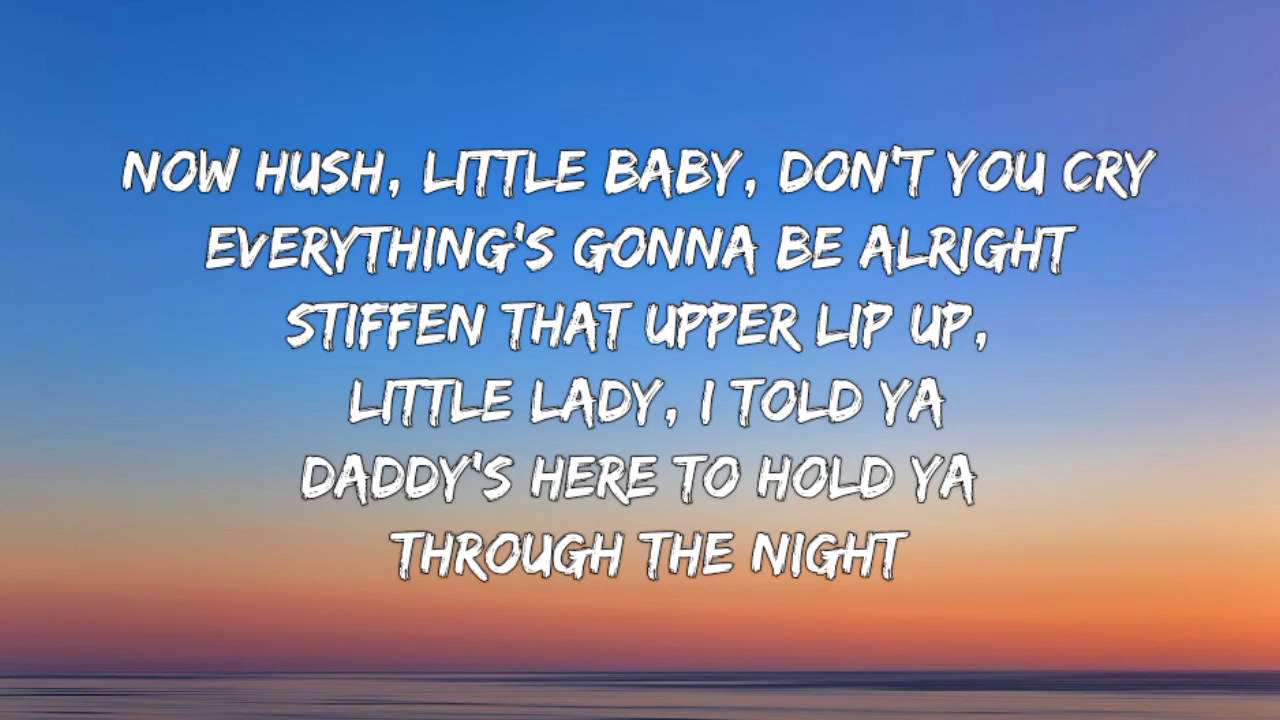 NOW HUSH, LITTLE BABY, DON'T YOU CRY
EVERYTHING'S GONNA BE ALRIGHT
STIFFEN THAT UPPER LIP UP,
LITTLE LADY, I TOLD YA
DADDY'S HERE TO HOLD YA
THROUGH THE NIGHT